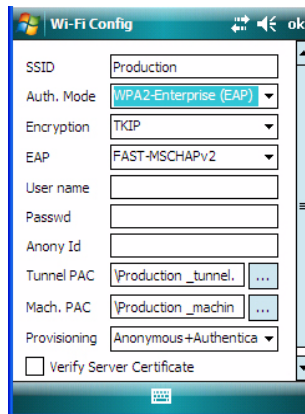 Wi-Fi Config ok
SSID Production
Auth. Mode WPA2-Enterprise (EAP)
Encryption TKIP
EAP FAST-MSCHAPv2
User name
Passwd
Anony Id
Tunnel PAC \Production _tunnel. ...
Mach. PAC \Production _machin ...
Provisioning Anonymous+Authentica
Verify Server Certificate